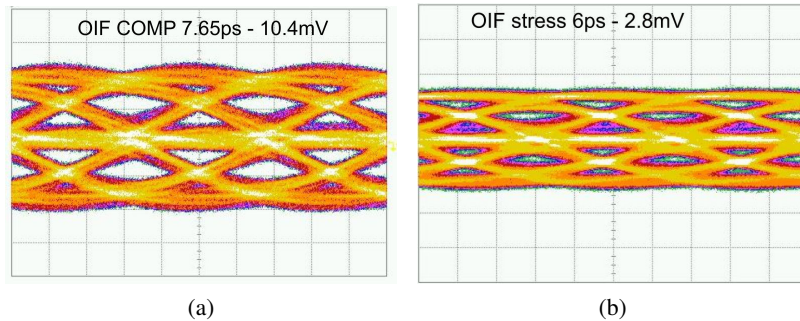 OIF COMP 7.65ps - 10.4mV
OIF stress 6ps - 2.8mV
(a)
(b)